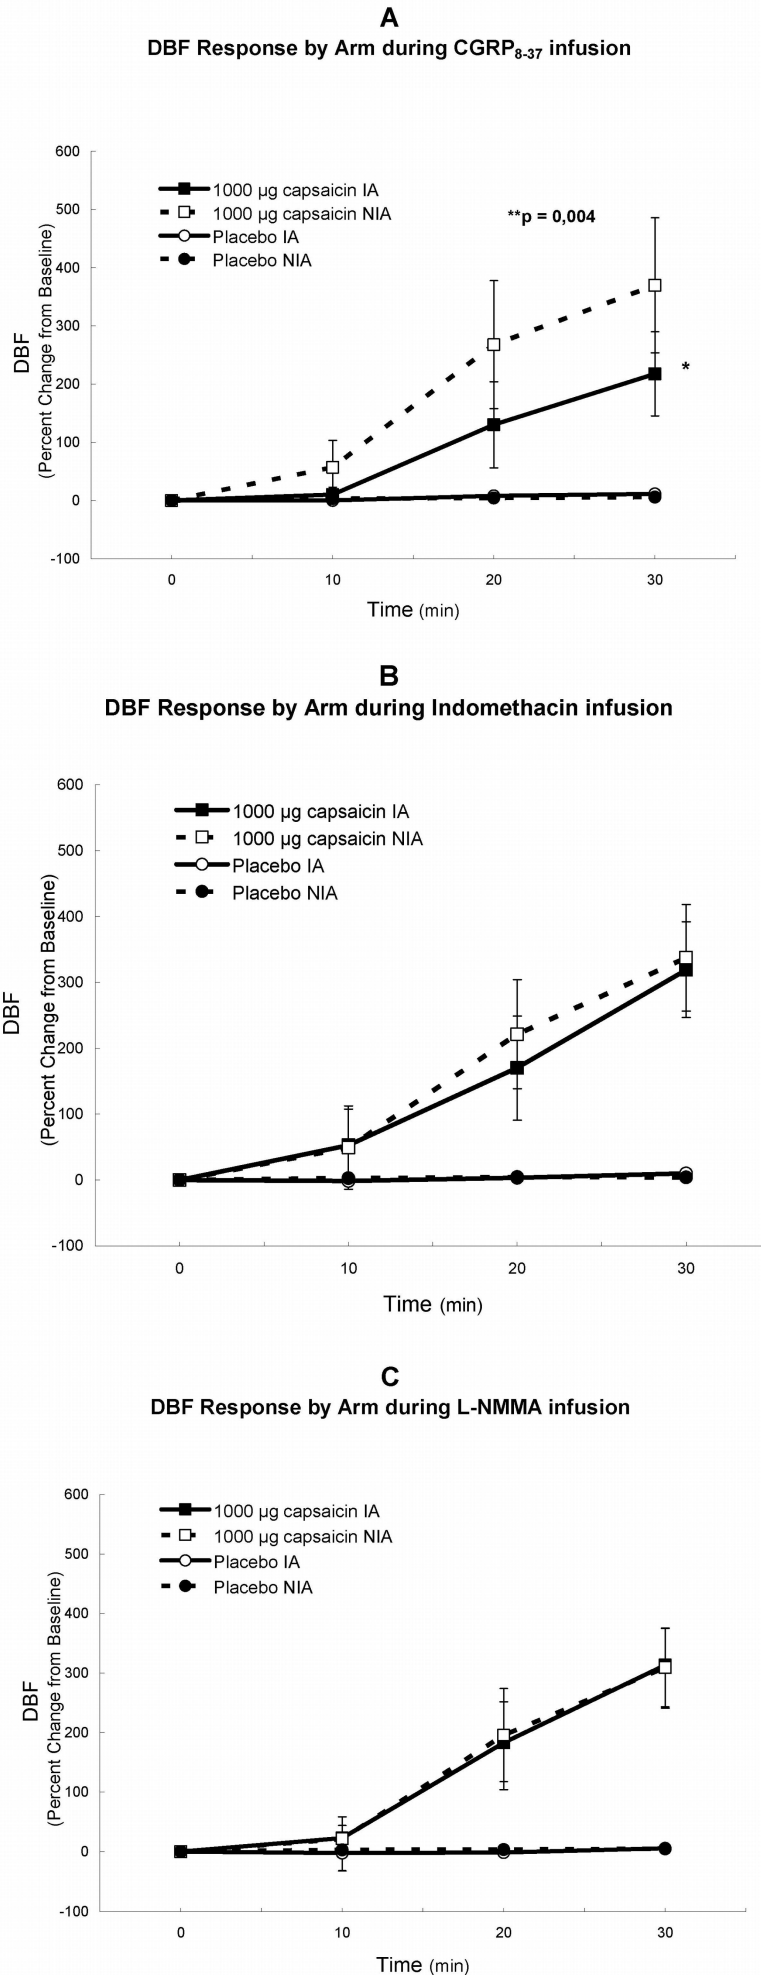 A
DBF Response by Arm during CGRP8-37 infusion
600
500
400
300
200
100
0
-100
DBF
(Percent Change from Baseline)
1000 µg capsaicin IA
1000 µg capsaicin NIA
Placebo IA
Placebo NIA
**p = 0,004
*
0 10 20 30
Time (min)
B
DBF Response by Arm during Indomethacin infusion
600
500
400
300
200
100
0
-100
DBF
(Percent Change from Baseline)
1000 µg capsaicin IA
1000 µg capsaicin NIA
Placebo IA
Placebo NIA
0 10 20 30
Time (min)
C
DBF Response by Arm during L-NMMA infusion
600
500
400
300
200
100
0
-100
DBF
(Percent Change from Baseline)
1000 µg capsaicin IA
1000 µg capsaicin NIA
Placebo IA
Placebo NIA
0 10 20 30
Time (min)